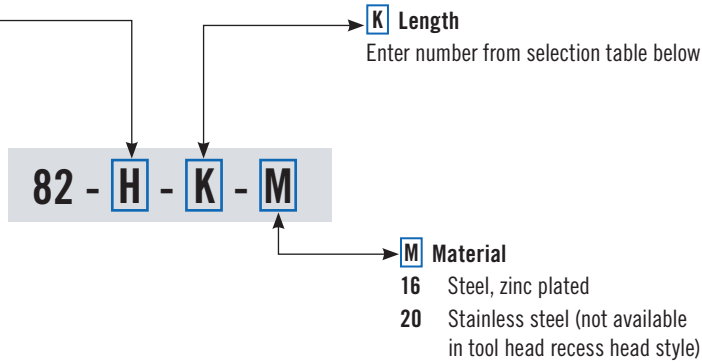 K Length
Enter number from selection table below
82 - H - K - M
M Material
16 Steel, zinc plated
20 Stainless steel (not available
in tool head recess head style)